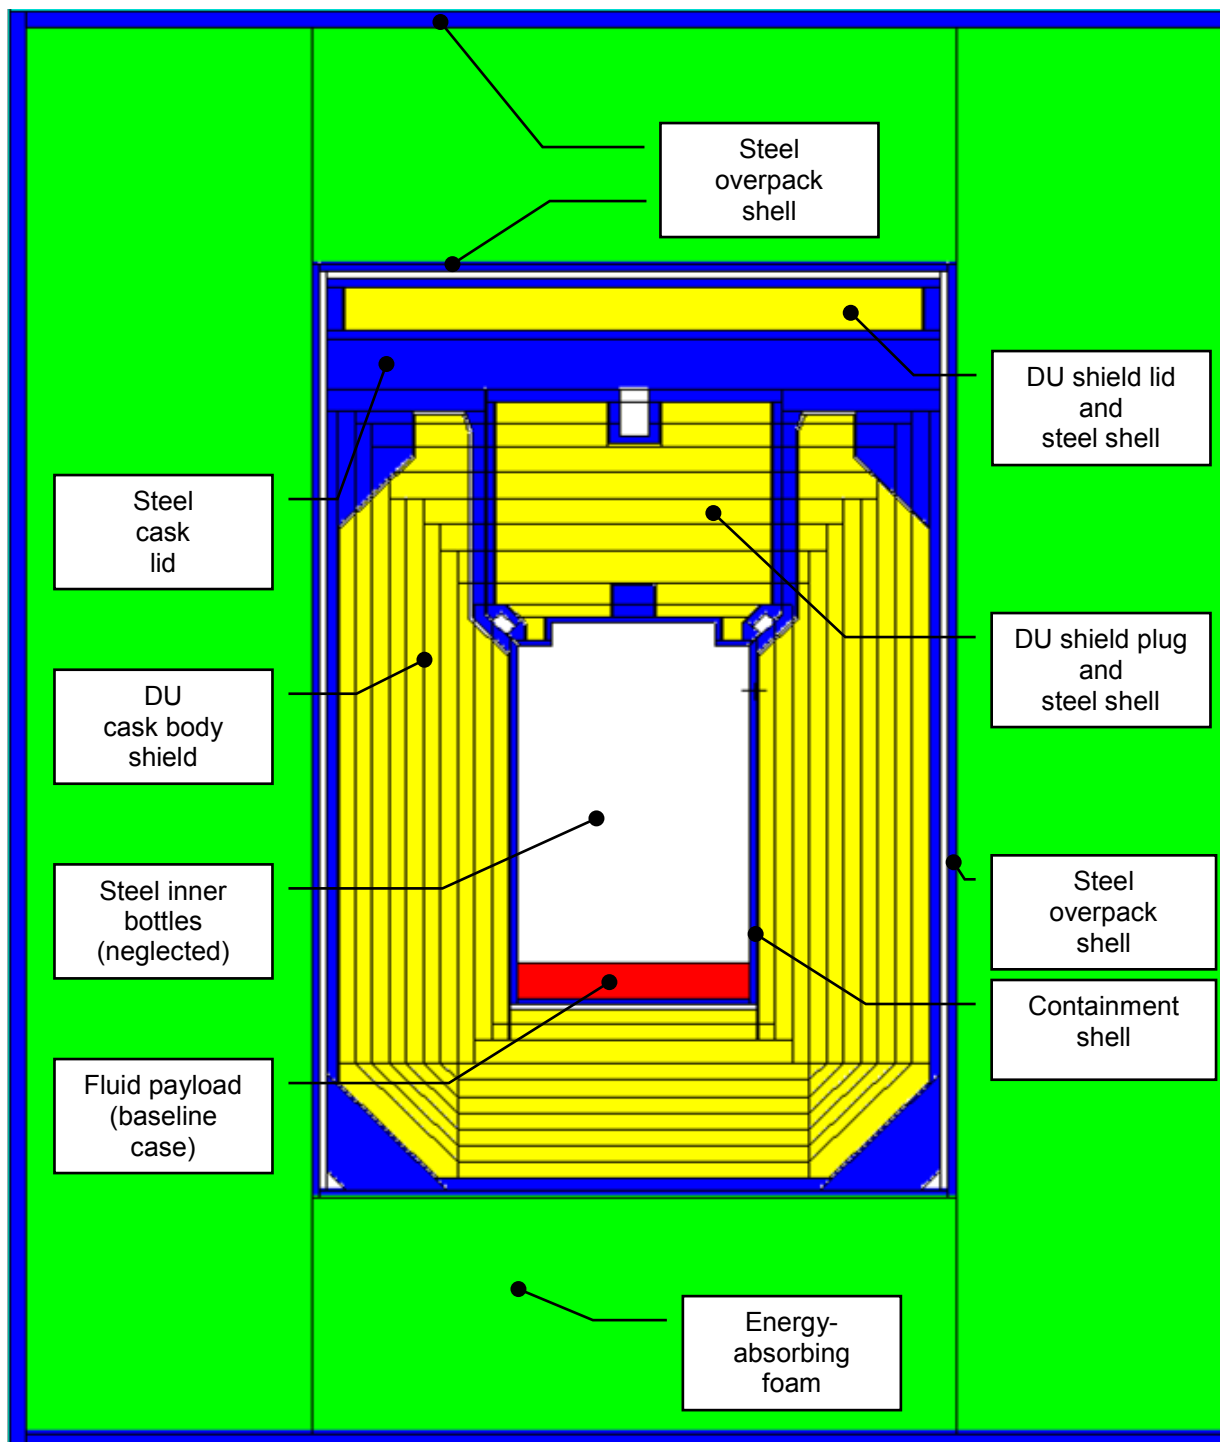 Steel
overpack
shell
DU shield lid
and
steel shell
Steel
cask
lid
DU shield plug
and
steel shell
DU
cask body
shield
Steel inner
bottles
(neglected)
Steel
overpack
shell
Containment
shell
Fluid payload
(baseline
case)
Energy-
absorbing
foam